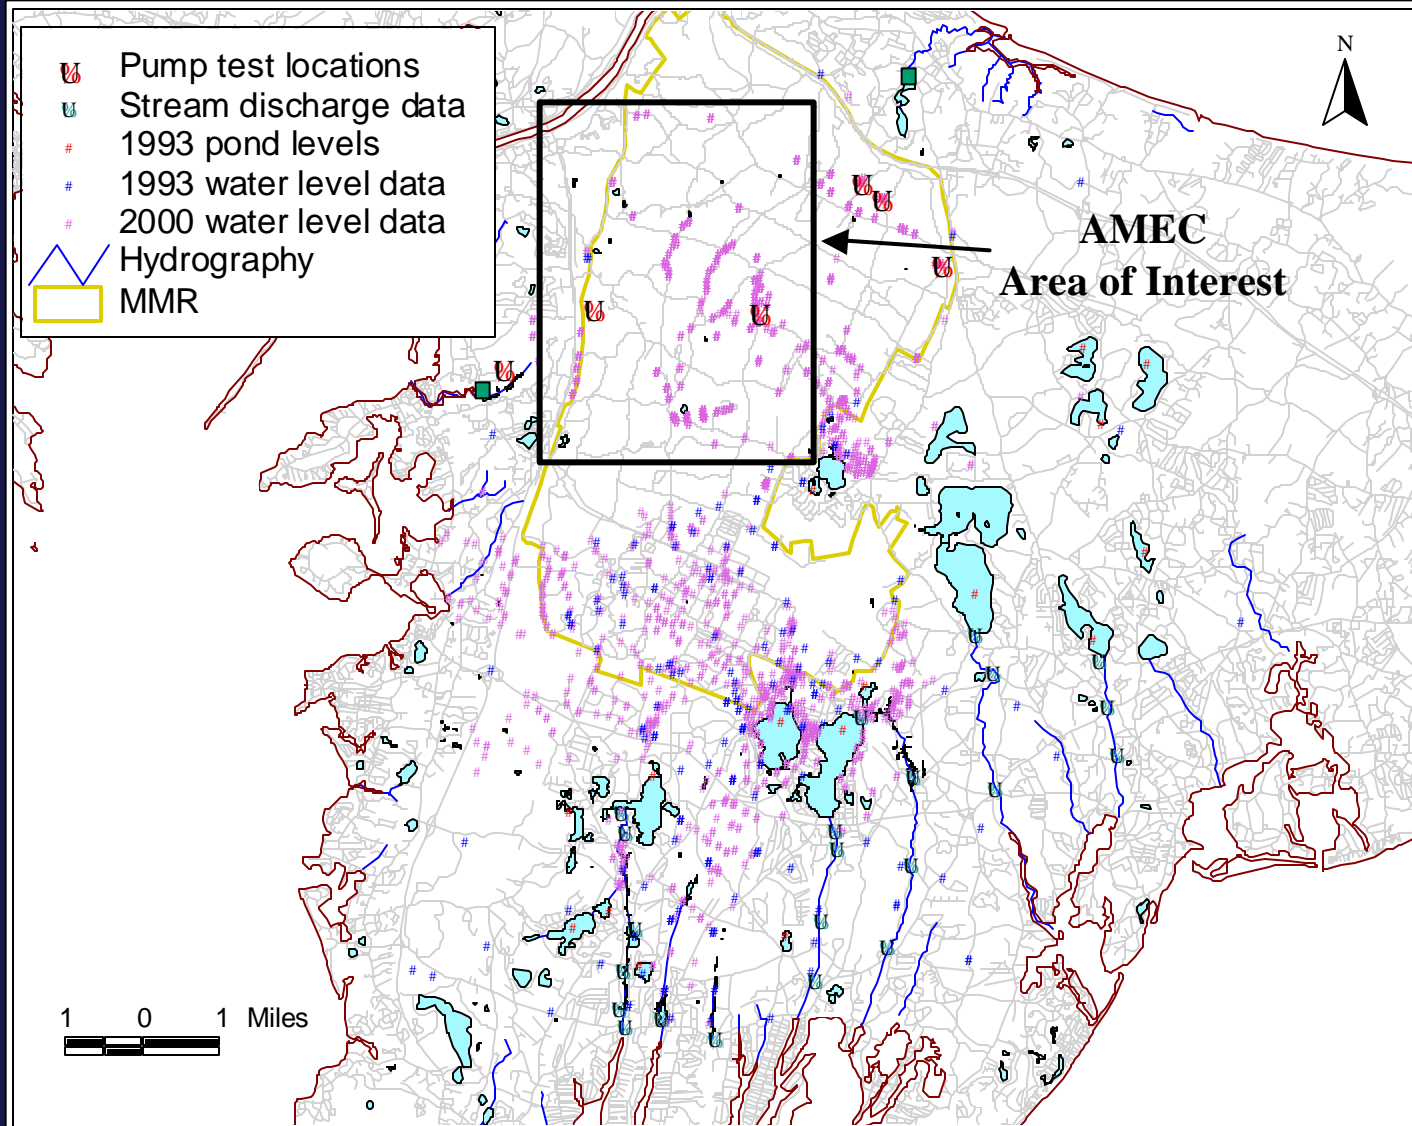 Pump test locations
Stream discharge data
1993 pond levels
1993 water level data
2000 water level data
Hydrography
MMR
N
AMEC
Area of Interest
1 0 1 Miles